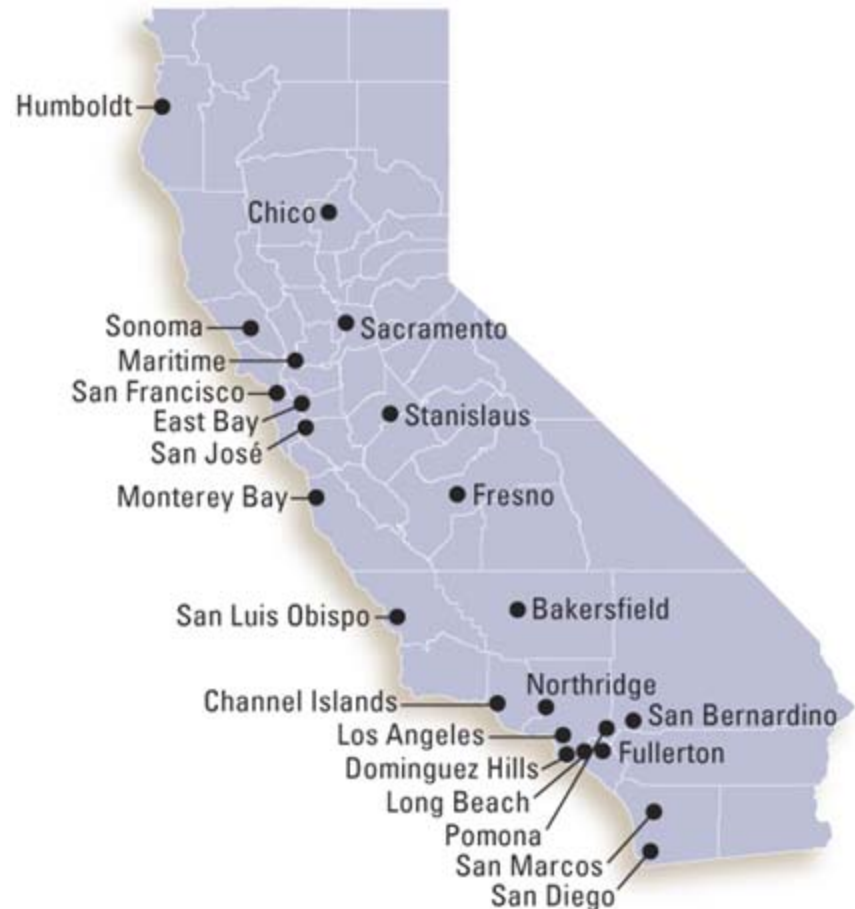 Humboldt
Chico
Sonoma
Sacramento
Maritime
San Francisco
East Bay
Stanislaus
San José
Monterey Bay
Fresno
San Luis Obispo
Bakersfield
Channel Islands
Northridge
San Bernardino
Los Angeles
Fullerton
Dominguez Hills
Long Beach
Pomona
San Marcos
San Diego